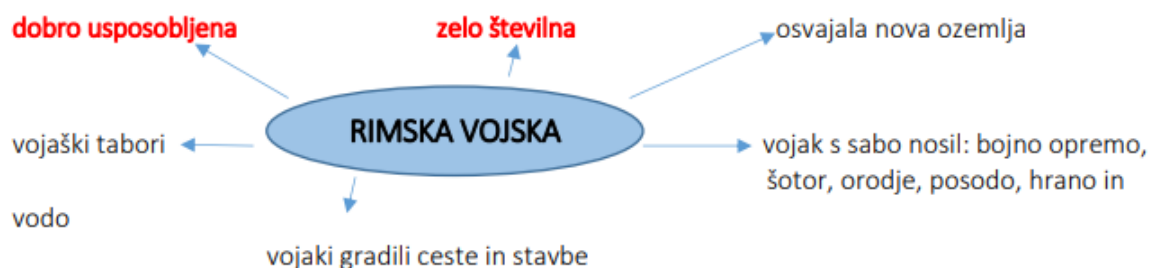 dobro usposobljena
zelo številna
osvajala nova ozemlja
RIMSKA VOJSKA
vojaški tabori
vojak s sabo nosil: bojno opremo,
šotor, orodje, posodo, hrano in
vodo
vojaki gradili ceste in stavbe